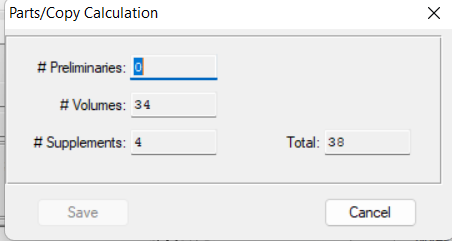 Parts/Copy Calculation
# Preliminaries: 0
# Volumes: 34
# Supplements: 4 Total: 38
Save Cancel